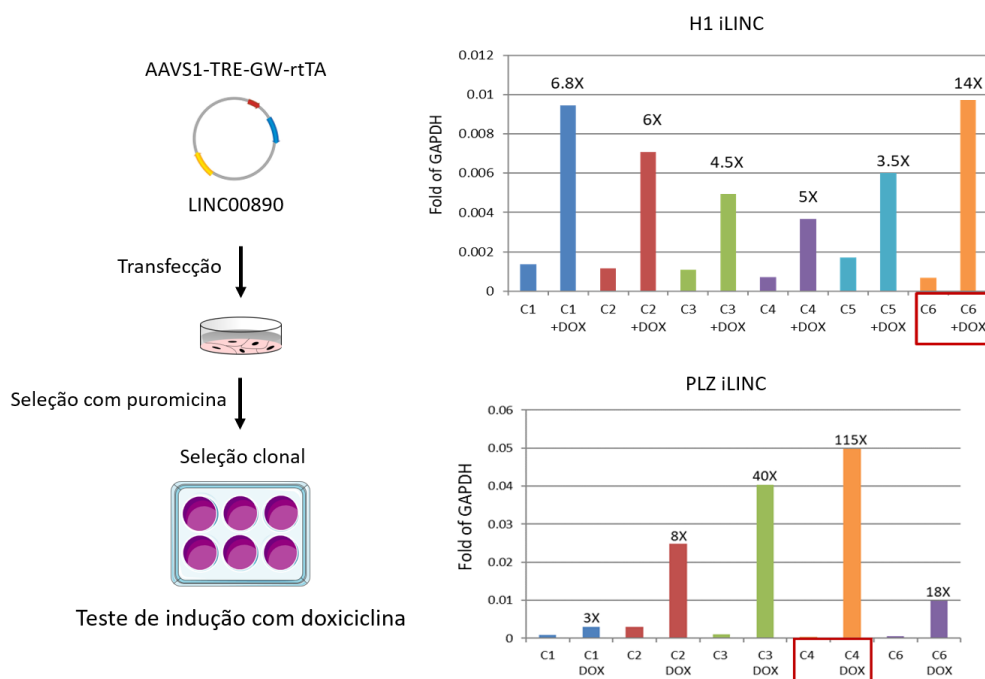 AAVS1-TRE-GW-rtTA
LINC00890
Transfecção
Seleção com puromicina
Seleção clonal
Teste de indução com doxiciclina
H1 iLINC
Fold of GAPDH
0.012
0.01
0.008
0.006
0.004
0.002
0
6.8X
6X
4.5X
5X
3.5X
14X
C1 C1 C2 C2 C3 C3 C4 C4 C5 C5 C6 C6
+DOX +DOX +DOX +DOX +DOX +DOX
PLZ iLINC
Fold of GAPDH
0.06
0.05
0.04
0.03
0.02
0.01
0
3X
8X
40X
115X
18X
C1 C1 C2 C2 C3 C3 C4 C4 C6 C6
DOX DOX DOX DOX DOX